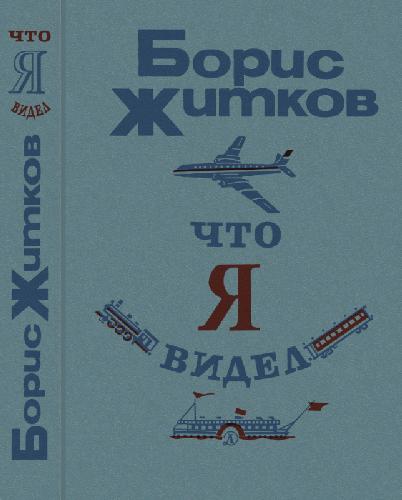 ЧТО
Я
ВИДЕЛ
Борис Житков
Борис
Житков
ЧТО
Я
ВИДЕЛ